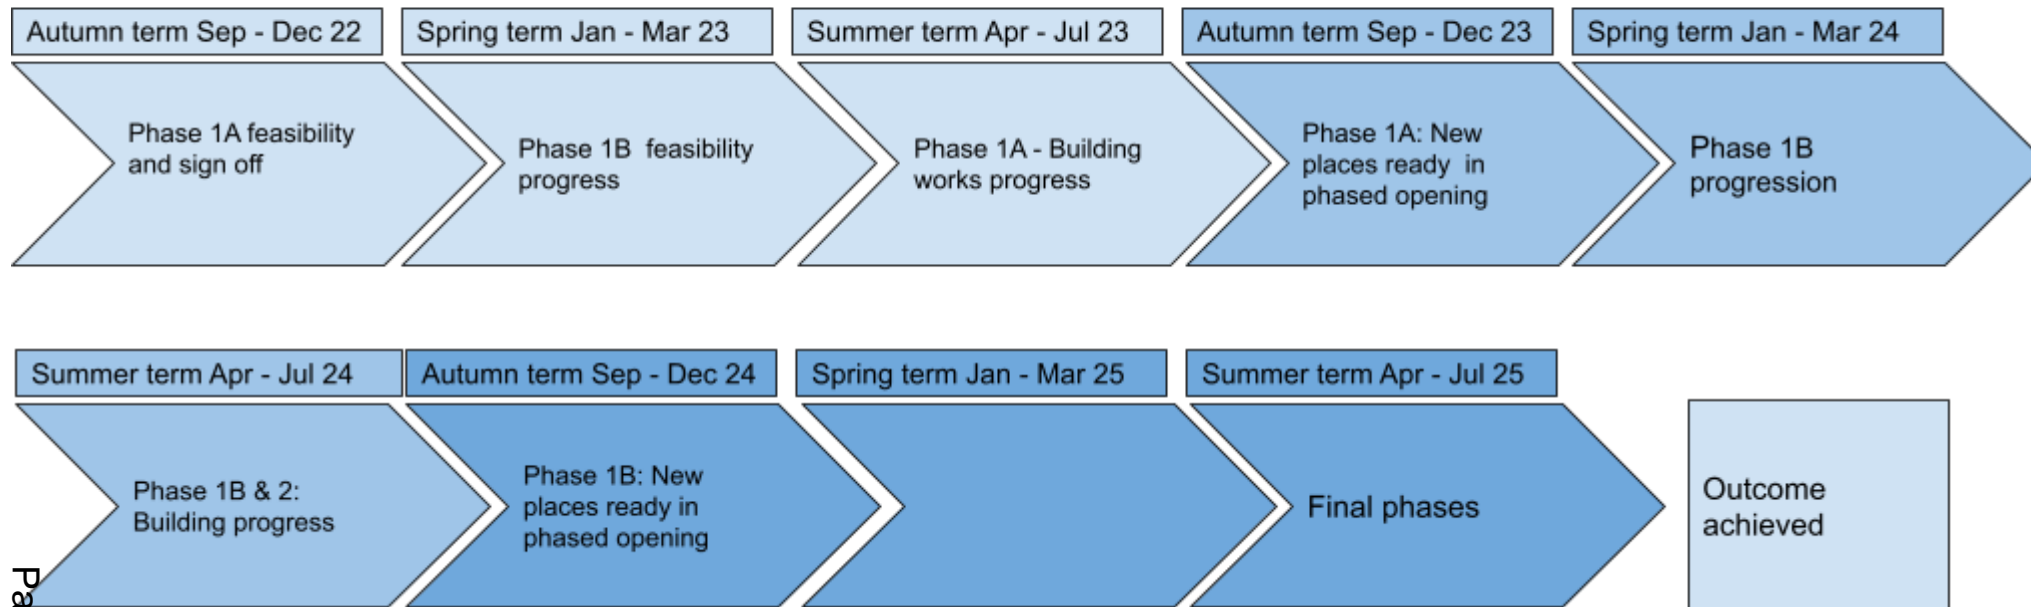 Autumn term Sep - Dec 22
Spring term Jan - Mar 23
Summer term Apr - Jul 23
Autumn term Sep - Dec 23
Spring term Jan - Mar 24
Phase 1A feasibility
and sign off
Phase 1B feasibility
progress
Phase 1A - Building
works progress
Phase 1A: New
places ready in
phased opening
Phase 1B
progression
Summer term Apr - Jul 24
Autumn term Sep - Dec 24
Spring term Jan - Mar 25
Summer term Apr - Jul 25
Phase 1B & 2:
Building progress
Phase 1B: New
places ready in
phased opening
Final phases
Outcome
achieved
Pa